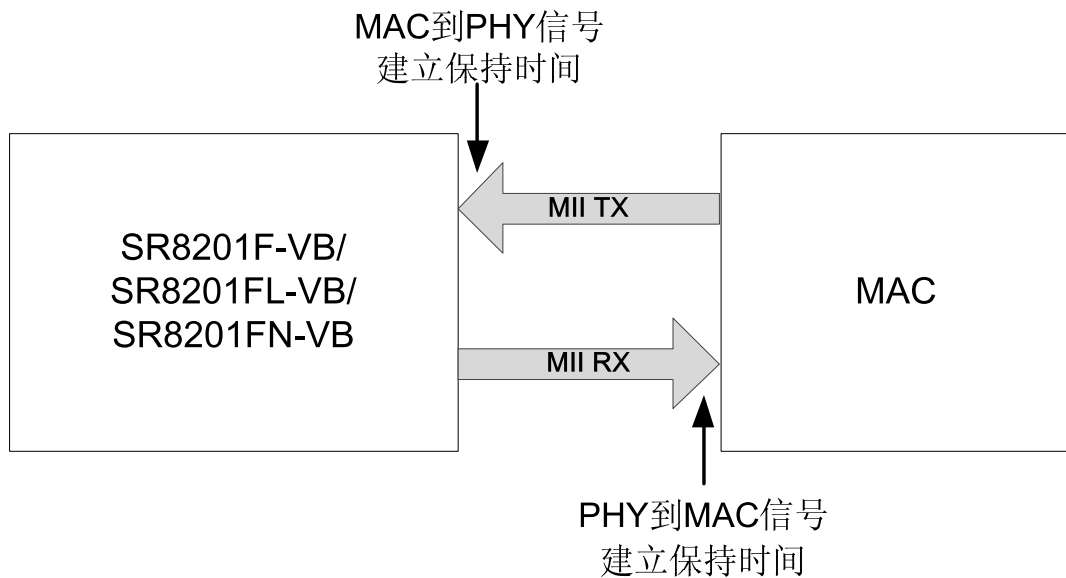 MAC到PHY信号
建立保持时间
MII TX
SR8201F-VB/
SR8201FL-VB/
SR8201FN-VB
MAC
MII RX
PHY到MAC信号
建立保持时间